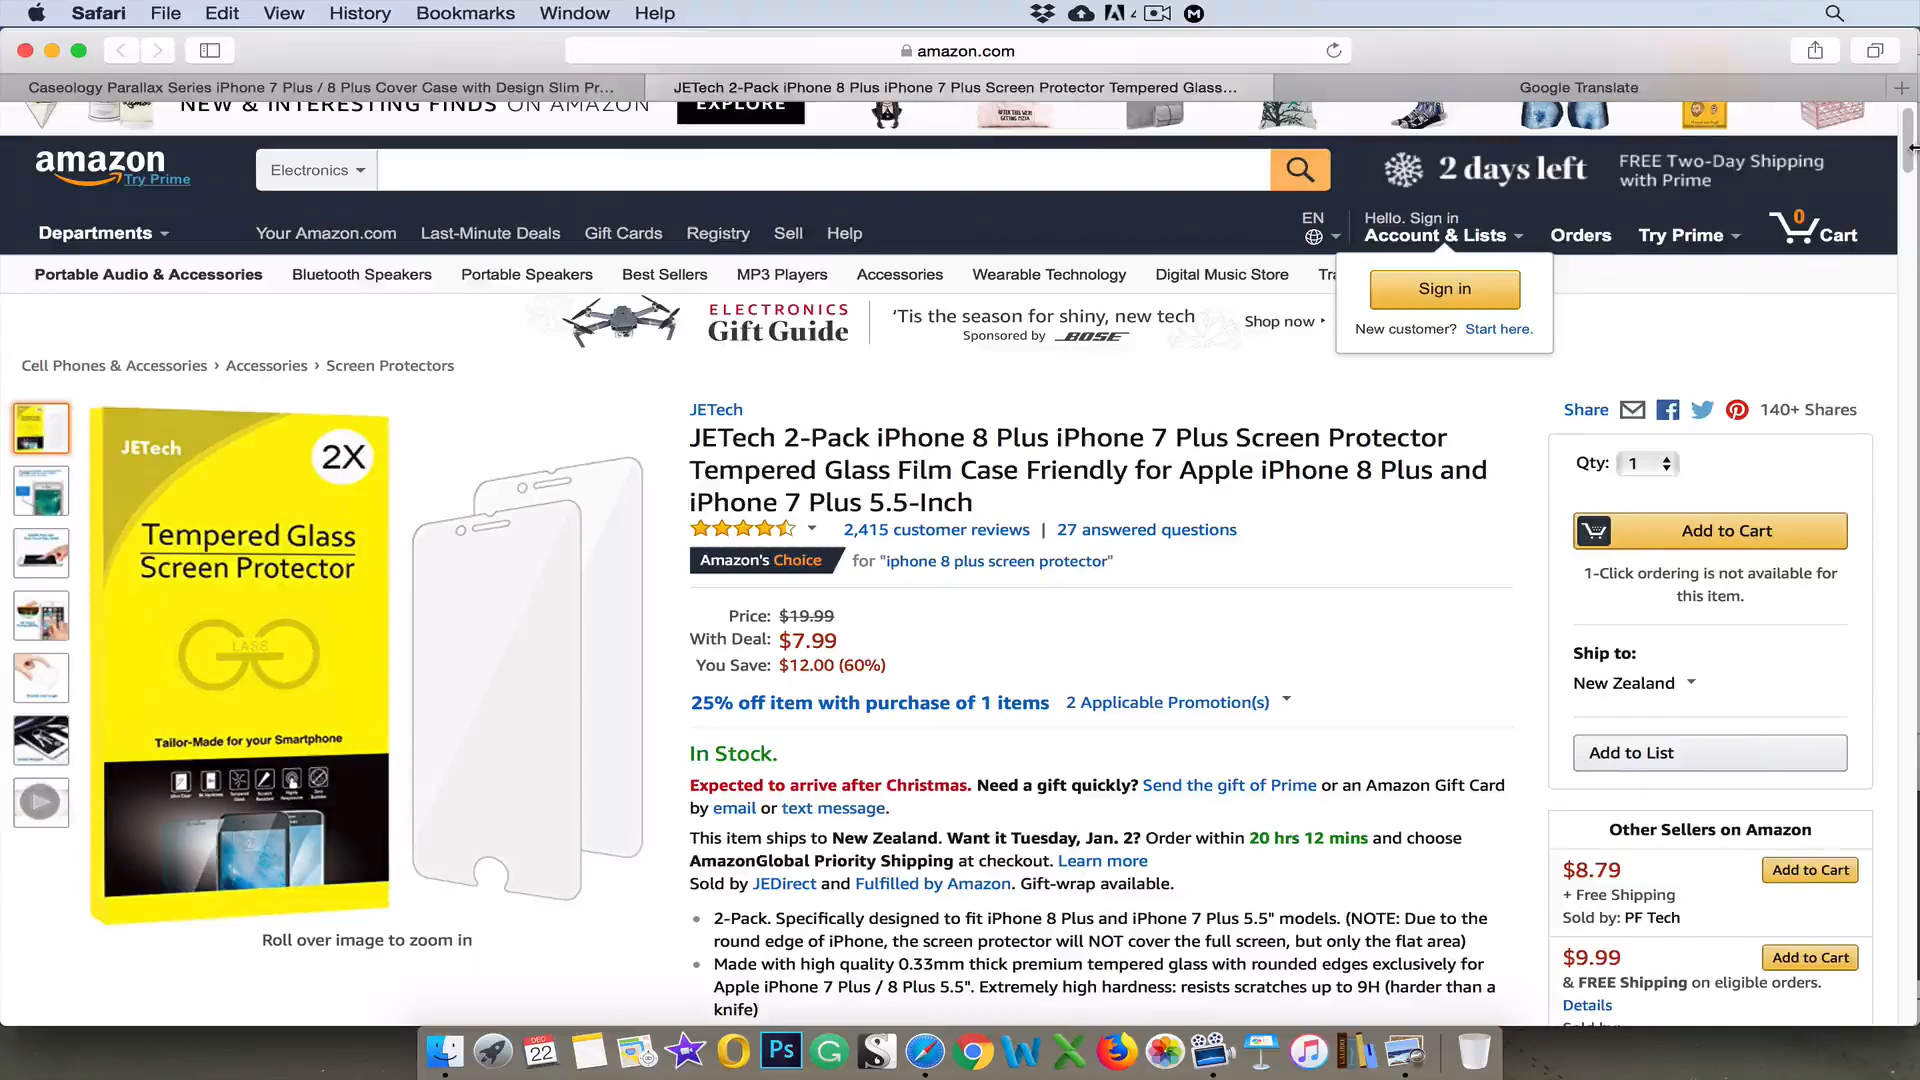 Safari File Edit View History Bookmarks Window Help
amazon.com
Caseology Parallax Series iPhone 7 Plus / 8 Plus Cover Case with Design Slim Pr...
JETech 2-Pack iPhone 8 Plus iPhone 7 Plus Screen Protector Tempered Glass...
Google Translate
NEW & INTERESTING FINDS ON AMAZON
EXPLORE
amazon
Try Prime
Electronics
2 days left
FREE Two-Day Shipping
with Prime
Departments
Your Amazon.com Last-Minute Deals Gift Cards Registry Sell Help
EN
Hello. Sign in
Account & Lists
Orders
Try Prime
0
Cart
Portable Audio & Accessories Bluetooth Speakers Portable Speakers Best Sellers MP3 Players Accessories Wearable Technology Digital Music Store
Sign in
New customer? Start here.
ELECTRONICS
Gift Guide
‘Tis the season for shiny, new tech
Sponsored by BOSE
Shop now
Cell Phones & Accessories › Accessories › Screen Protectors
JETech
2X
Tempered Glass
Screen Protector
LASS
Tailor-Made for your Smartphone
Roll over image to zoom in
JETech
JETech 2-Pack iPhone 8 Plus iPhone 7 Plus Screen Protector
Tempered Glass Film Case Friendly for Apple iPhone 8 Plus and
iPhone 7 Plus 5.5-Inch
2,415 customer reviews | 27 answered questions
Amazon's Choice for "iphone 8 plus screen protector"
Price: $19.99
With Deal: $7.99
You Save: $12.00 (60%)
25% off item with purchase of 1 items 2 Applicable Promotion(s)
In Stock.
Expected to arrive after Christmas. Need a gift quickly? Send the gift of Prime or an Amazon Gift Card
by email or text message.
This item ships to New Zealand. Want it Tuesday, Jan. 2? Order within 20 hrs 12 mins and choose
AmazonGlobal Priority Shipping at checkout. Learn more
Sold by JEDirect and Fulfilled by Amazon. Gift-wrap available.
2-Pack. Specifically designed to fit iPhone 8 Plus and iPhone 7 Plus 5.5" models. (NOTE: Due to the
round edge of iPhone, the screen protector will NOT cover the full screen, but only the flat area)
Made with high quality 0.33mm thick premium tempered glass with rounded edges exclusively for
Apple iPhone 7 Plus / 8 Plus 5.5". Extremely high hardness: resists scratches up to 9H (harder than a
knife)
Share
140+ Shares
Qty: 1
Add to Cart
1-Click ordering is not available for
this item.
Ship to:
New Zealand
Add to List
Other Sellers on Amazon
$8.79
Add to Cart
+ Free Shipping
Sold by: PF Tech
$9.99
Add to Cart
& FREE Shipping on eligible orders.
Details
DEC
22
Ps